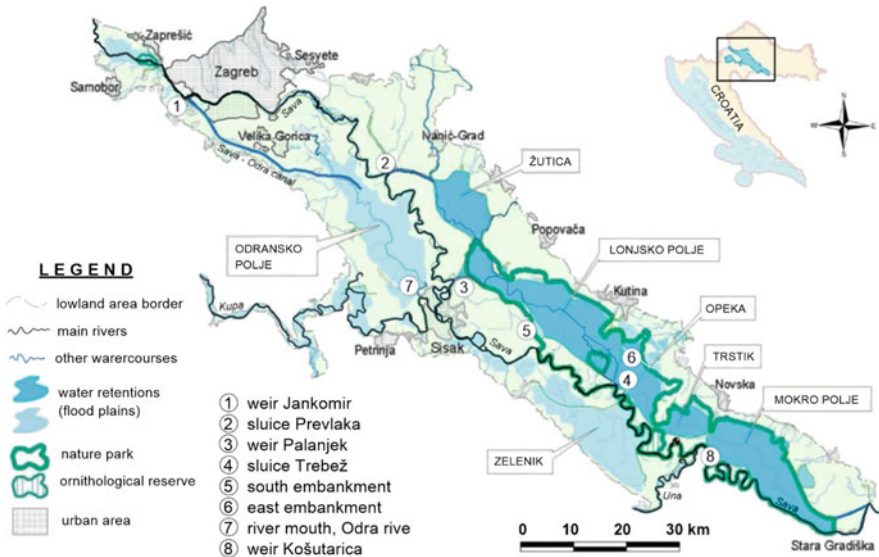 Zaprešić
Samobor
Zagreb
Sesvete
1
Sava
Velika Gorica
Sava - Odra canal
Ivanić-Grad
2
ŽUTICA
CROATIA
N
W
E
S
ODRANSKO
POLJE
Popovača
LONJSKO POLJE
Kutina
OPEKA
TRSTIK
Novska
MOKRO POLJE
7
3
Kupa
Petrinja
Sisak
Sava
5
6
4
ZELENIK
Una
8
Sava
Stara Gradiška
LEGEND
lowland area border
main rivers
other warercourses
water retentions
(flood plains)
nature park
ornithological reserve
urban area
1 weir Jankomir
2 sluice Prevlaka
3 weir Palanjek
4 sluice Trebež
5 south embankment
6 east embankment
7 river mouth, Odra rive
8 weir Košutarica
0 10 20 30 km